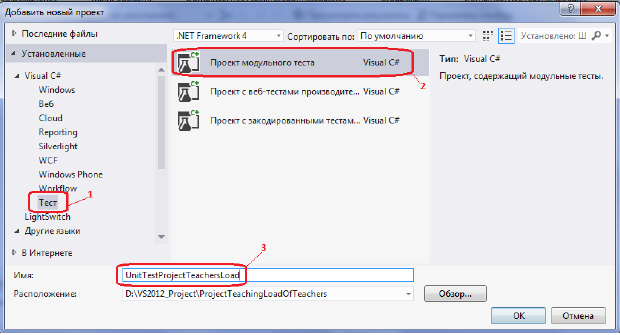 Добавить новый проект
Последние файлы
.NET Framework 4
Сортировать по:
По умолчанию
Установлено: Ш
Установленные
Visual C#
Windows
Веб
Cloud
Reporting
Silverlight
WCF
Windows Phone
Workflow
Тест
1
LightSwitch
Другие языки
В Интернете
Проект модульного теста Visual C#
2
Проект с веб-тестами производите... Visual C#
Проект с закодированными тестам... Visual C#
Тип: Visual C#
Проект, содержащий модульные тесты.
3
Имя: UnitTestProjectTeachersLoad
Расположение: D:\VS2012_Project\ProjectTeachingLoadOfTeachers
Обзор...
ОК
Отмена